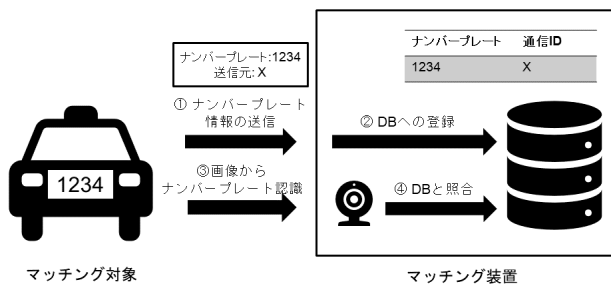 ナンバープレート:1234
送信元: X
ナンバープレート 通信ID
1234 X
① ナンバープレート
情報の送信
② DBへの登録
③画像から
ナンバープレート認識
④ DBと照合
1234
マッチング対象
マッチング装置